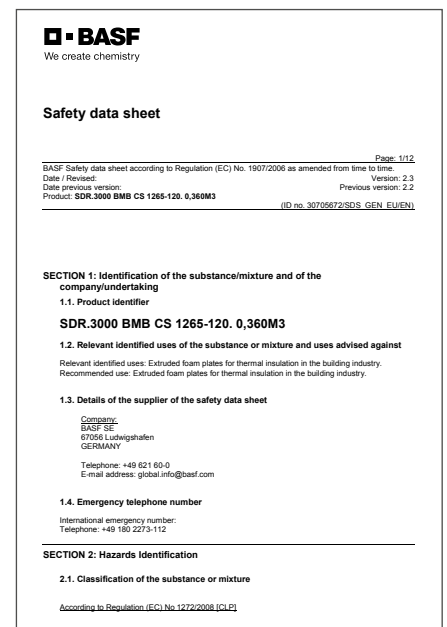 BASF
We create chemistry
Safety data sheet
Page: 1/12
BASF Safety data sheet according to Regulation (EC) No. 1907/2006 as amended from time to time.
Date / Revised: Version: 2.3
Date previous version: Previous version: 2.2
Product: SDR.3000 BMB CS 1265-120. 0,360M3
(ID no. 30705672/SDS_GEN_EU/EN)
SECTION 1: Identification of the substance/mixture and of the
company/undertaking
1.1. Product identifier
SDR.3000 BMB CS 1265-120. 0,360M3
1.2. Relevant identified uses of the substance or mixture and uses advised against
Relevant identified uses: Extruded foam plates for thermal insulation in the building industry.
Recommended use: Extruded foam plates for thermal insulation in the building industry.
1.3. Details of the supplier of the safety data sheet
Company:
BASF SE
67056 Ludwigshafen
GERMANY
Telephone: +49 621 60-0
E-mail address: global.info@basf.com
1.4. Emergency telephone number
International emergency number:
Telephone: +49 180 2273-112
SECTION 2: Hazards Identification
2.1. Classification of the substance or mixture
According to Regulation (EC) No 1272/2008 [CLP]